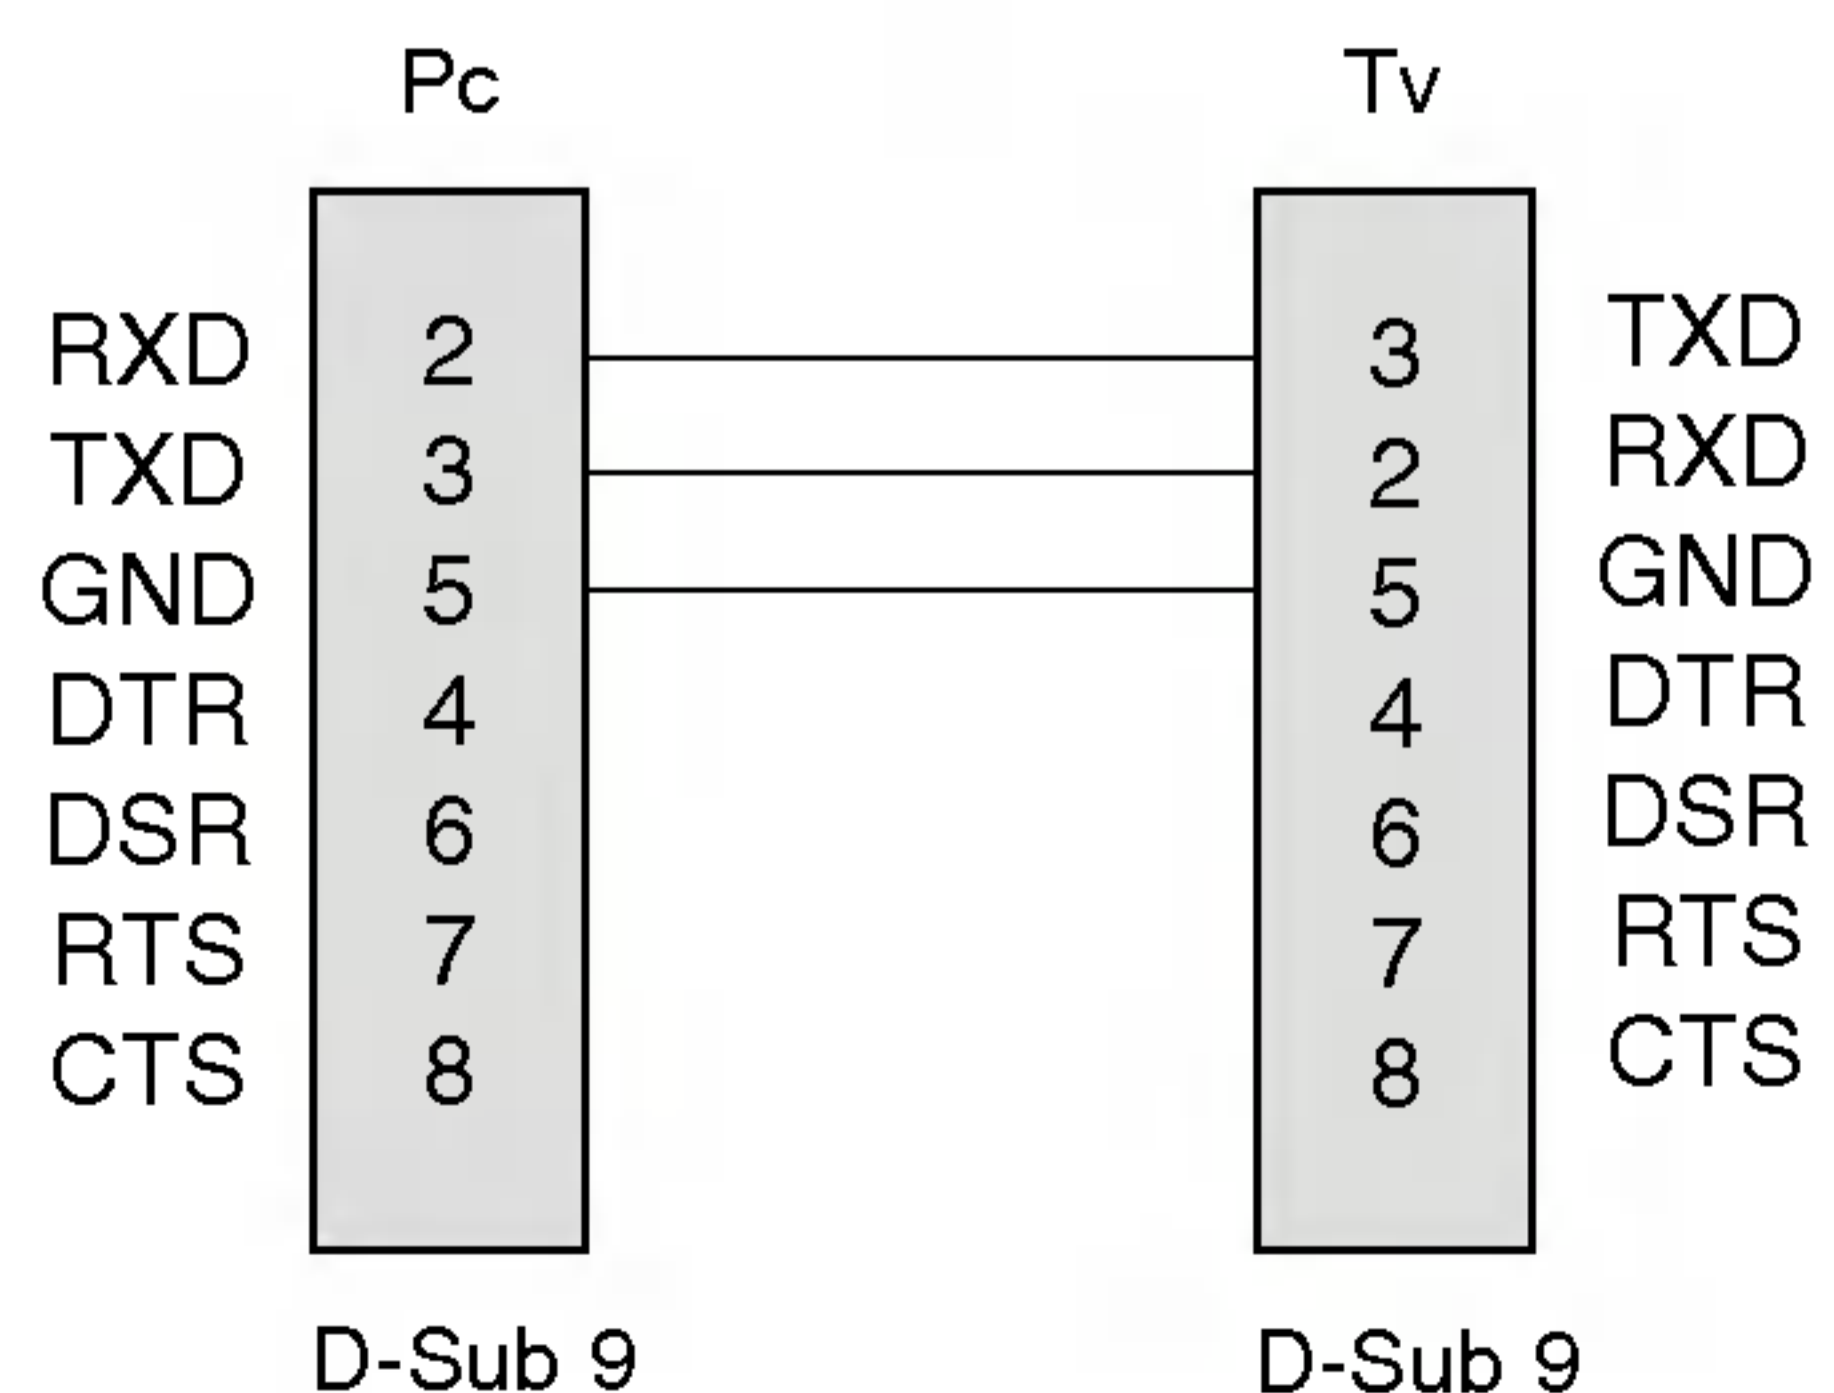 Pc Tv
RXD 2 3 TXD
TXD 3 2 RXD
GND 5 5 GND
DTR 4 4 DTR
DSR 6 6 DSR
RTS 7 7 RTS
CTS 8 8 CTS
D-Sub 9 D-Sub 9